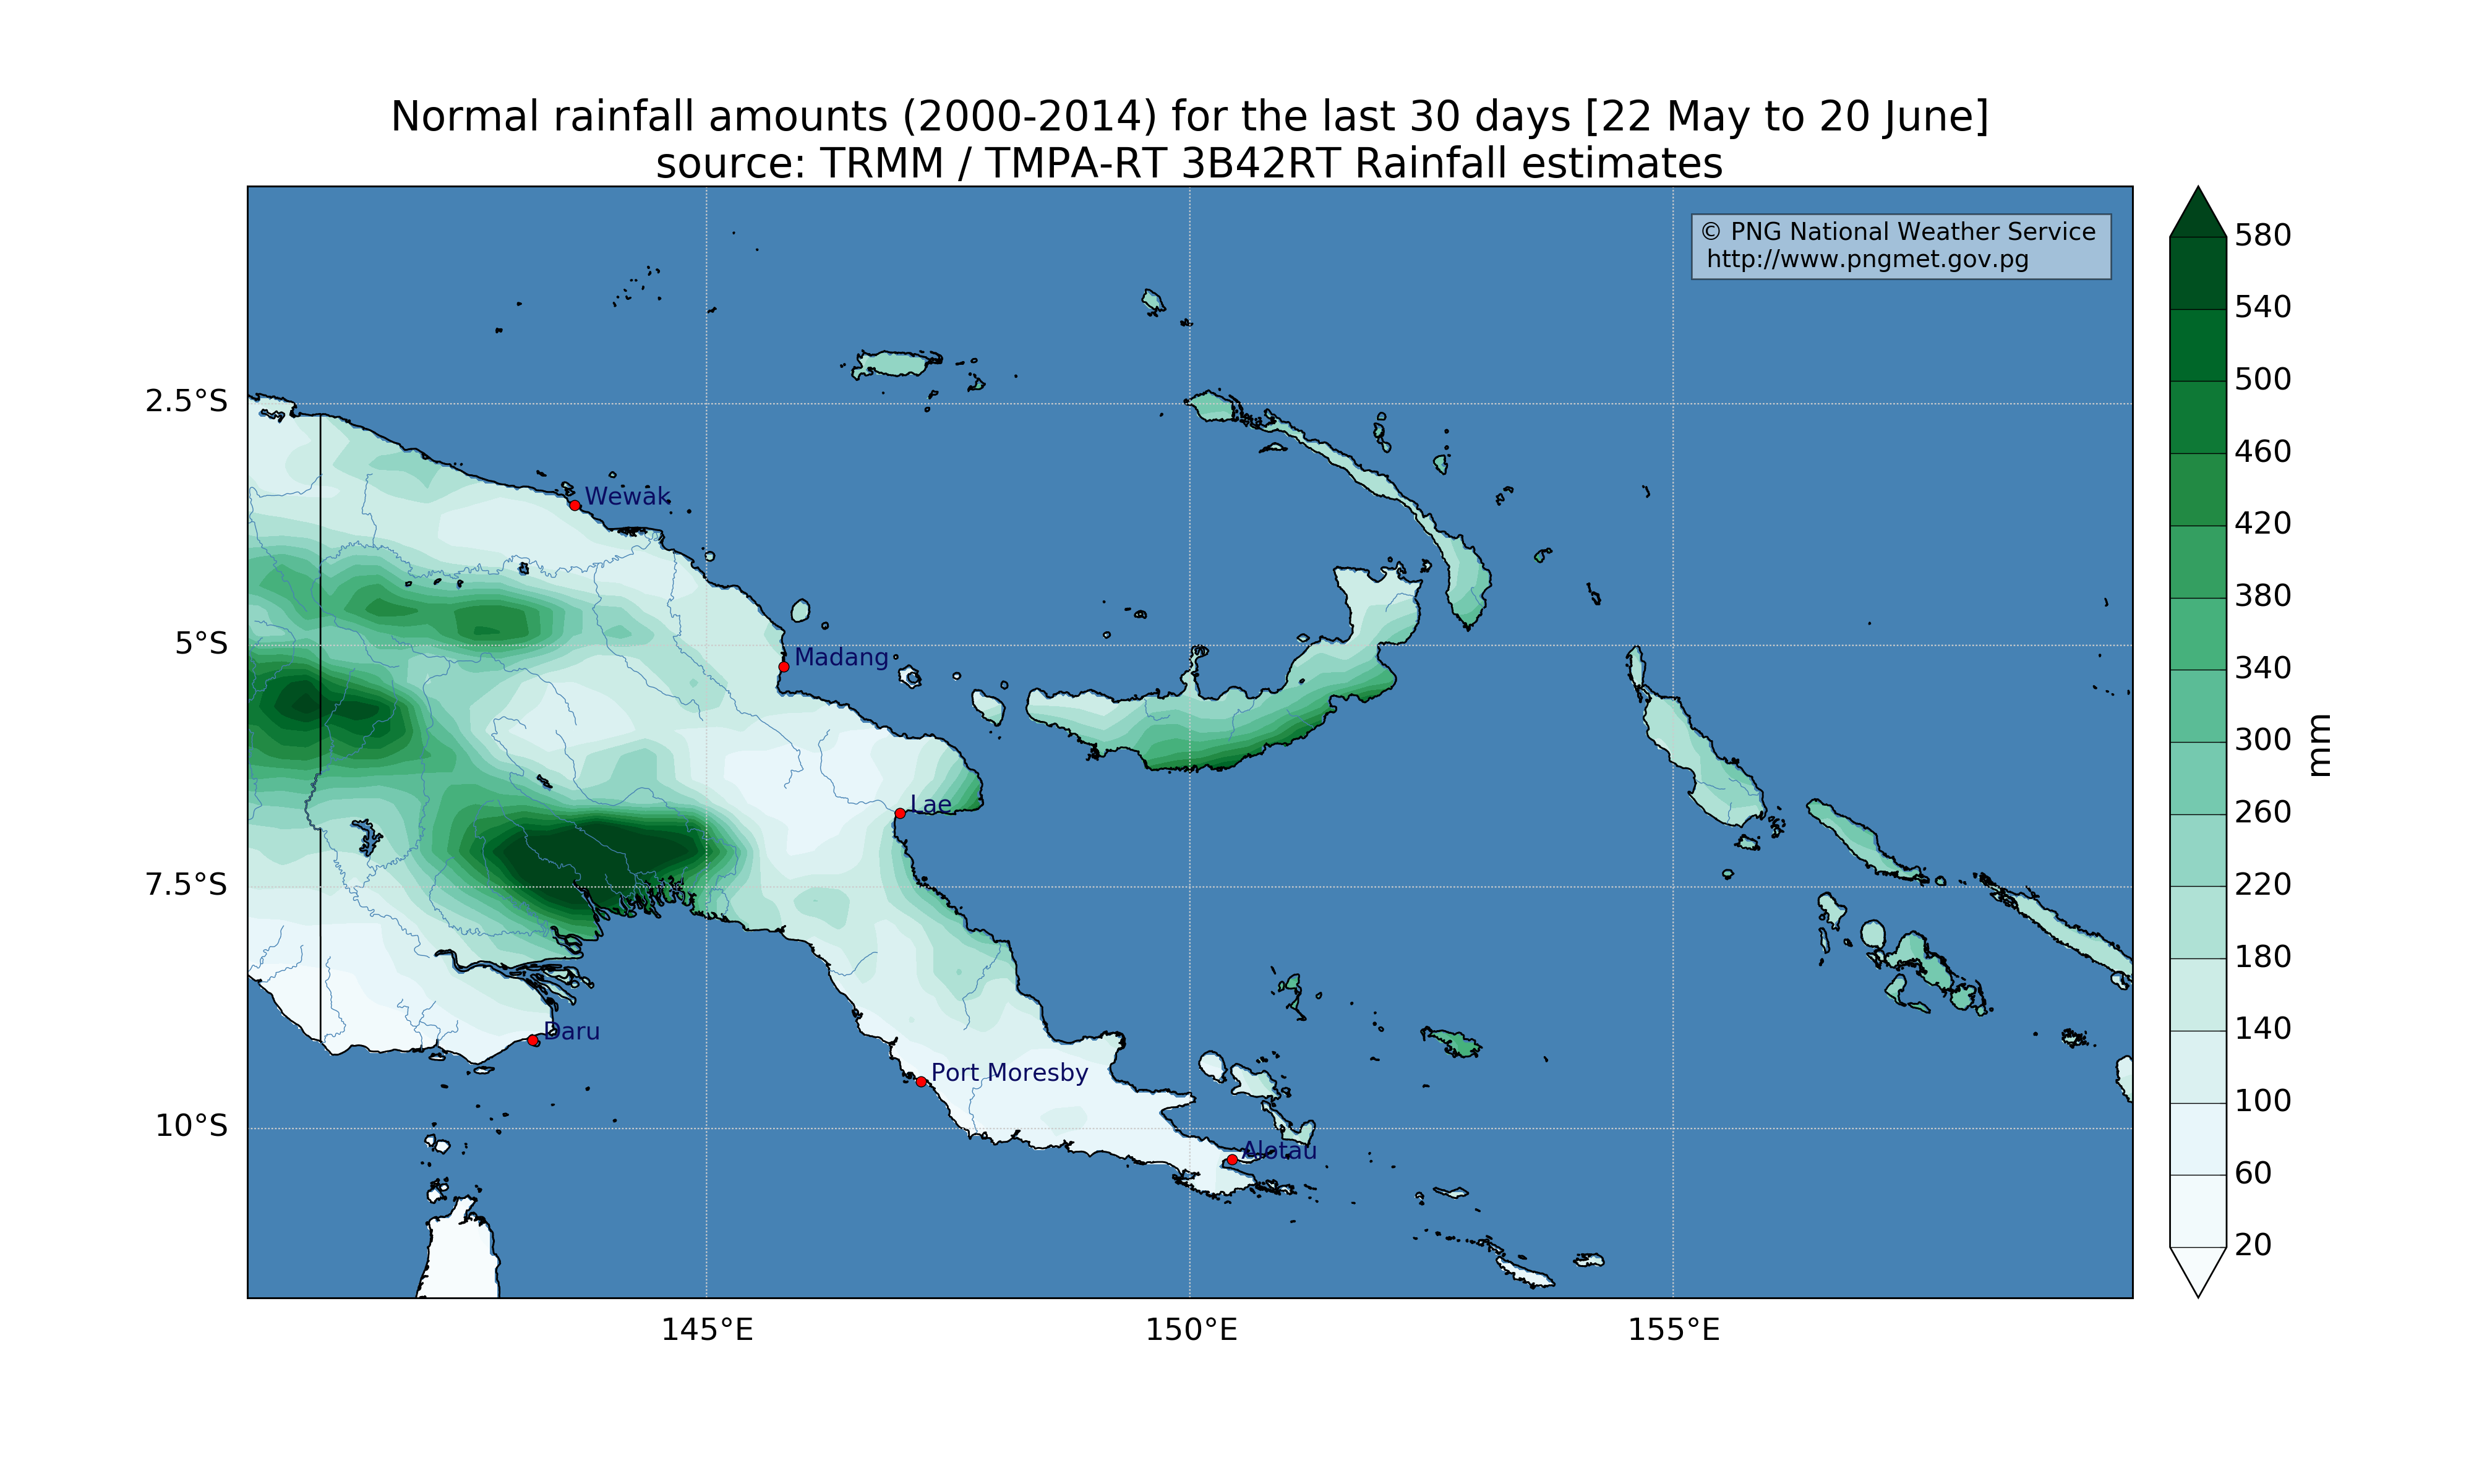 Normal rainfall amounts (2000-2014) for the last 30 days [22 May to 20 June]
source: TRMM / TMPA-RT 3B42RT Rainfall estimates
© PNG National Weather Service
http://www.pngmet.gov.pg
580
540
500
460
420
380
340
300
260
220
180
140
100
60
20
mm
2.5°S
5°S
7.5°S
10°S
Wewak
Madang
Lae
Daru
Port Moresby
Alotau
145°E
150°E
155°E